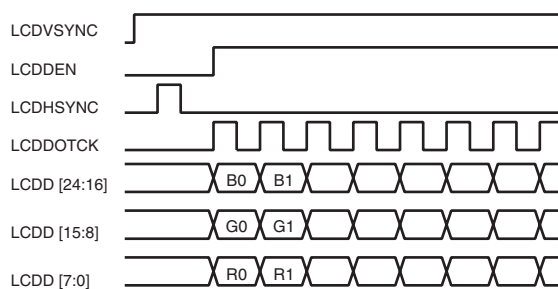 LCDVSYNC
LCDDEN
LCDHSYNC
LCDDOTCK
LCDD [24:16] B0 B1
LCDD [15:8] G0 G1
LCDD [7:0] R0 R1